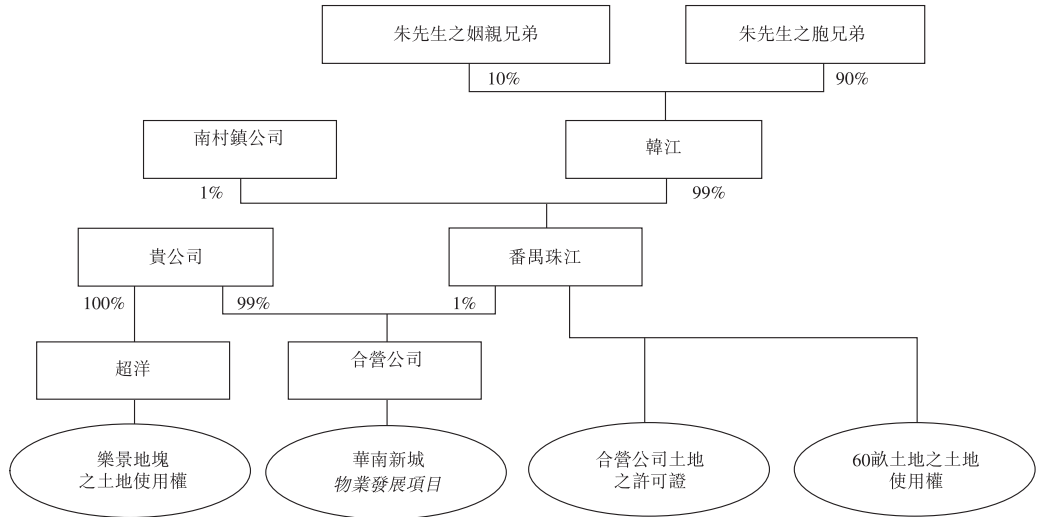 朱先生之姻親兄弟
朱先生之胞兄弟
10%
90%
南村鎮公司
韓江
1%
99%
貴公司
番禺珠江
100%
99%
1%
超洋
合營公司
樂景地塊
之土地使用權
華南新城
物業發展項目
合營公司土地
之許可證
60畝土地之土地
使用權